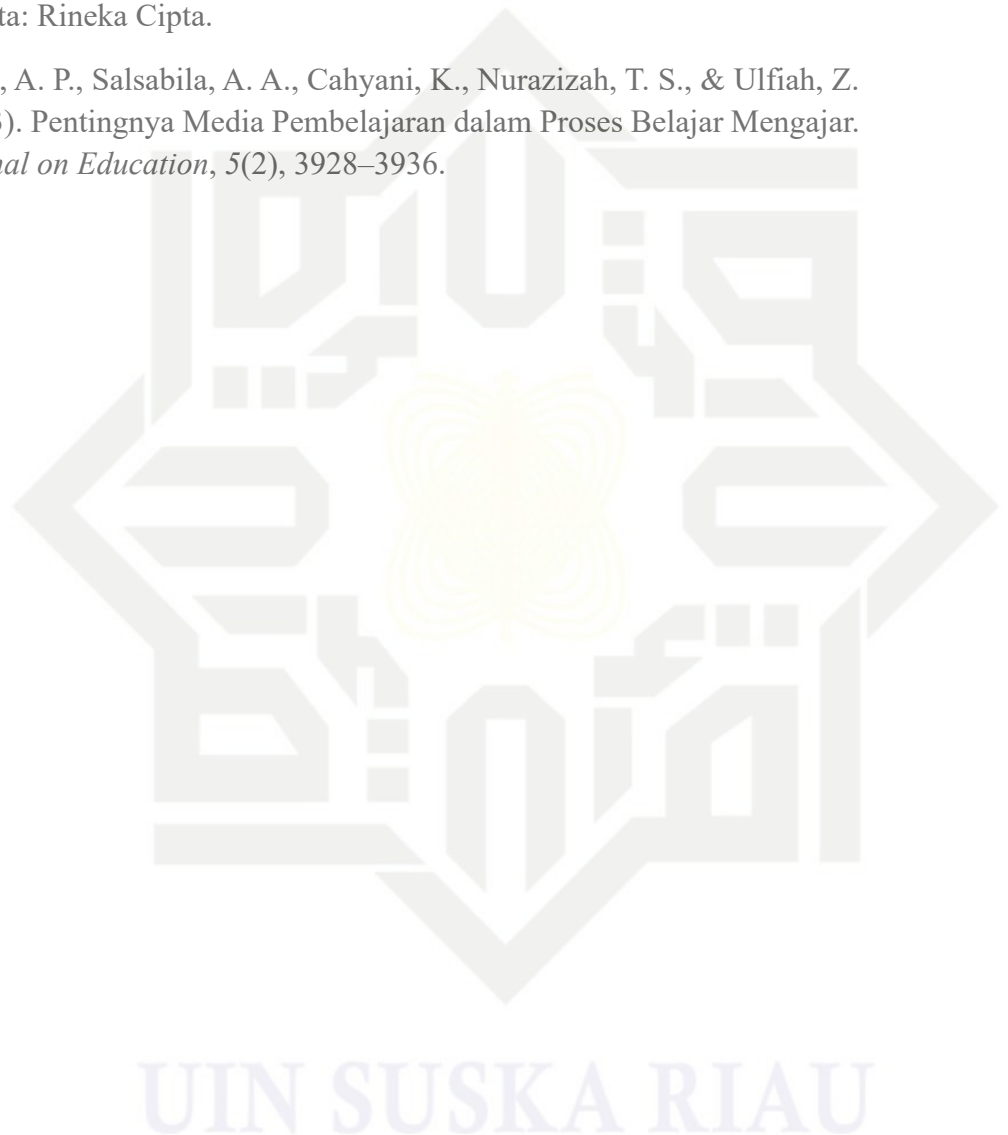 ta: Rineka Cipta.
, A. P., Salsabila, A. A., Cahyani, K., Nurazizah, T. S., & Ulfiah, Z.
). Pentingnya Media Pembelajaran dalam Proses Belajar Mengajar.
nal on Education, 5(2), 3928–3936.
UIN SUSKA RIAU